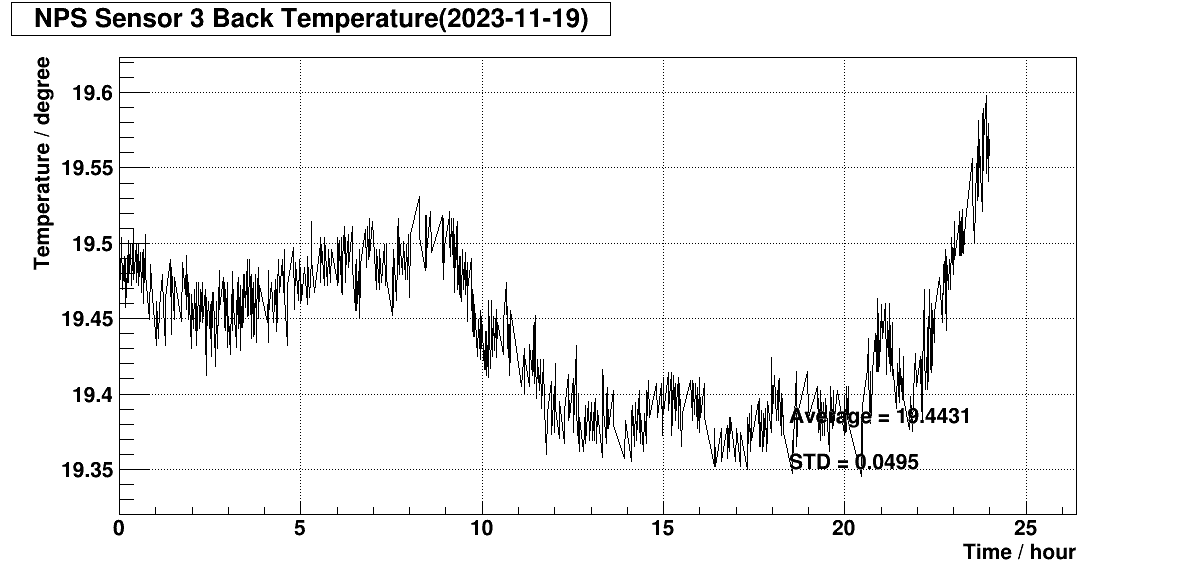 NPS Sensor 3 Back Temperature(2023-11-19)
Temperature / degree
19.6
19.55
19.5
19.45
19.4
19.35
Average = 19.4431
STD = 0.0495
0 5 10 15 20 25
Time / hour